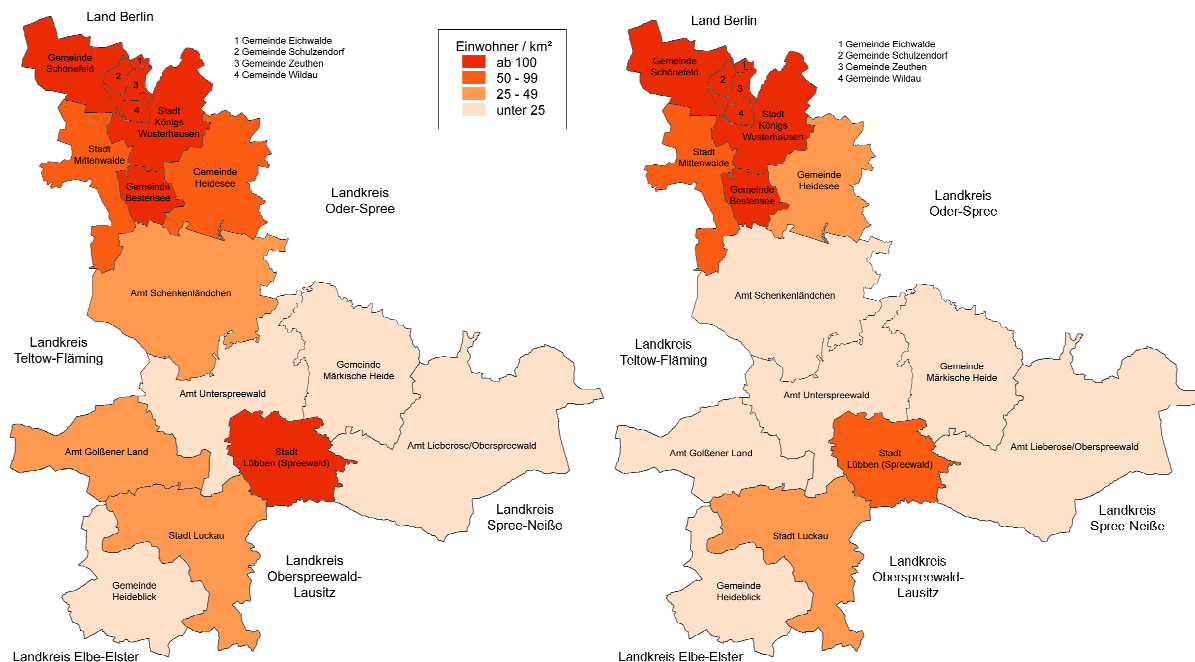 Land Berlin
1 Gemeinde Eichwalde
2 Gemeinde Schulzendorf
3 Gemeinde Zeuthen
4 Gemeinde Wildau
Einwohner / km²
ab 100
50 - 99
25 - 49
unter 25
Gemeinde
Schönefeld
1
2
3
4
Stadt
Königs
Wusterhausen
Stadt
Mittenwalde
Gemeinde
Heidesee
Gemeinde
Bestensee
Landkreis
Oder-Spree
Amt Schenkenländchen
Landkreis
Teltow-Fläming
Gemeinde
Märkische Heide
Amt Unterspreewald
Amt Lieberose/Oberspreewald
Amt Golßener Land
Stadt
Lübben (Spreewald)
Landkreis
Spree-Neiße
Stadt Luckau
Landkreis
Oberspreewald-
Lausitz
Gemeinde
Heideblick
Landkreis Elbe-Elster
Land Berlin
1 Gemeinde Eichwalde
2 Gemeinde Schulzendorf
3 Gemeinde Zeuthen
4 Gemeinde Wildau
Gemeinde
Schönefeld
1
2
3
4
Stadt
Königs
Wusterhausen
Stadt
Mittenwalde
Gemeinde
Heidesee
Gemeinde
Bestensee
Landkreis
Oder-Spree
Amt Schenkenländchen
Landkreis
Teltow-Fläming
Gemeinde
Märkische Heide
Amt Unterspreewald
Amt Lieberose/Oberspreewald
Amt Golßener Land
Stadt
Lübben (Spreewald)
Landkreis
Spree Neiße
Stadt Luckau
Landkreis
Oberspreewald-
Lausitz
Gemeinde
Heideblick
Landkreis Elbe-Elster